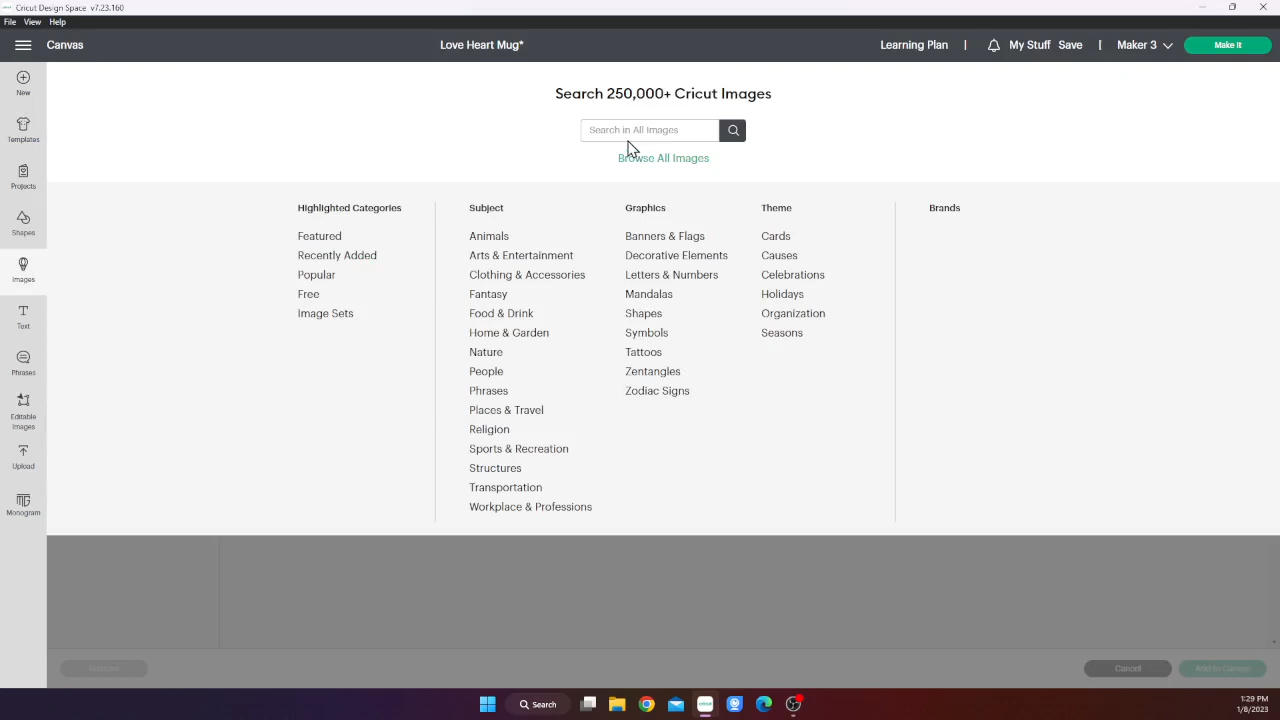 Cricut Design Space v7.23.160
File View Help
Canvas
Love Heart Mug*
Learning Plan | My Stuff Save | Maker 3 Make It
New
Templates
Projects
Shapes
Images
Text
Phrases
Editable
Images
Upload
Monogram
Search 250,000+ Cricut Images
Search in All Images
Browse All Images
Highlighted Categories
Featured
Recently Added
Popular
Free
Image Sets
Subject
Animals
Arts & Entertainment
Clothing & Accessories
Fantasy
Food & Drink
Home & Garden
Nature
People
Phrases
Places & Travel
Religion
Sports & Recreation
Structures
Transportation
Workplace & Professions
Graphics
Banners & Flags
Decorative Elements
Letters & Numbers
Mandalas
Shapes
Symbols
Tattoos
Zentangles
Zodiac Signs
Theme
Cards
Causes
Celebrations
Holidays
Organization
Seasons
Brands
Cancel
Add to Canvas
Search
cricut
1:29 PM
1/8/2023